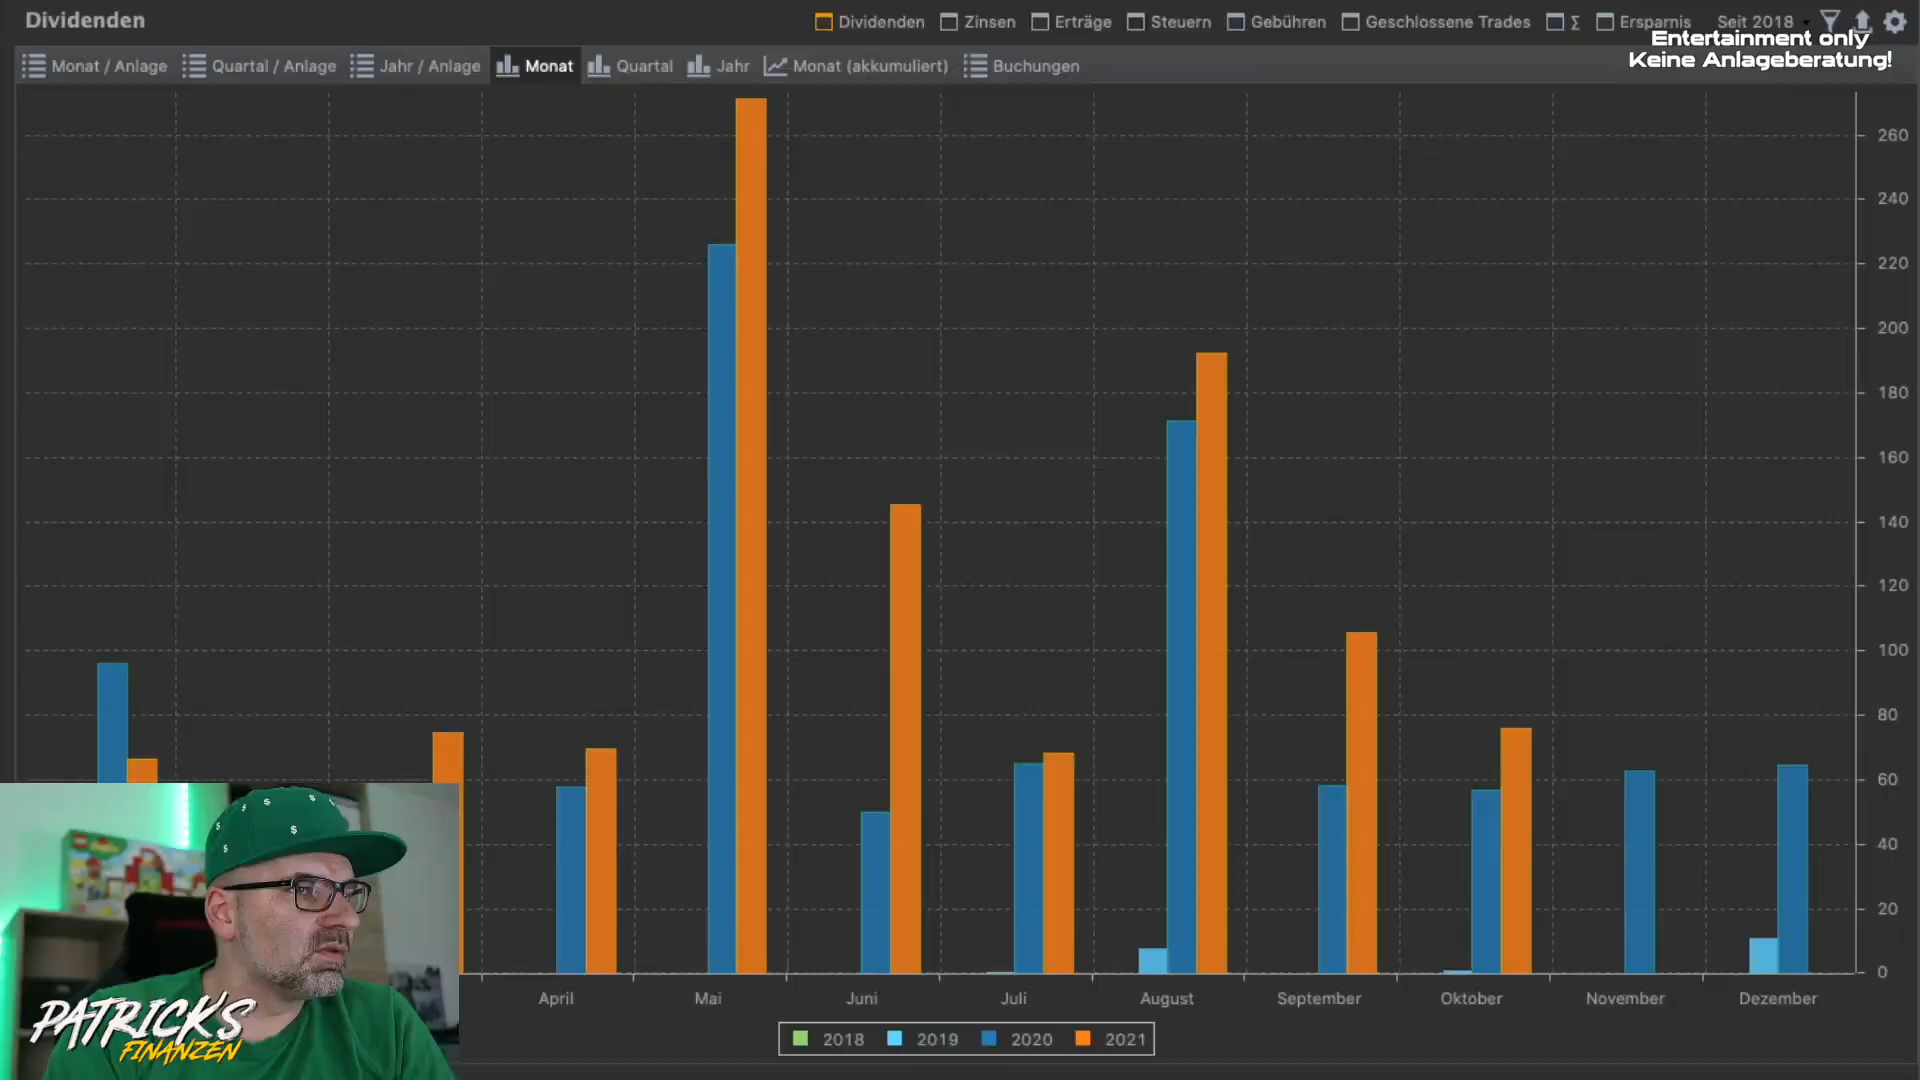 Dividenden
Dividenden Zinsen Erträge Steuern Gebühren Geschlossene Trades Σ Ersparnis Seit 2018
Entertainment only
Keine Anlageberatung!
Monat / Anlage Quartal / Anlage Jahr / Anlage Monat Quartal Jahr Monat (akkumuliert) Buchungen
260
240
220
200
180
160
140
120
100
80
60
40
20
0
April Mai Juni Juli August September Oktober November Dezember
2018 2019 2020 2021
PATRICKS
FINANZEN